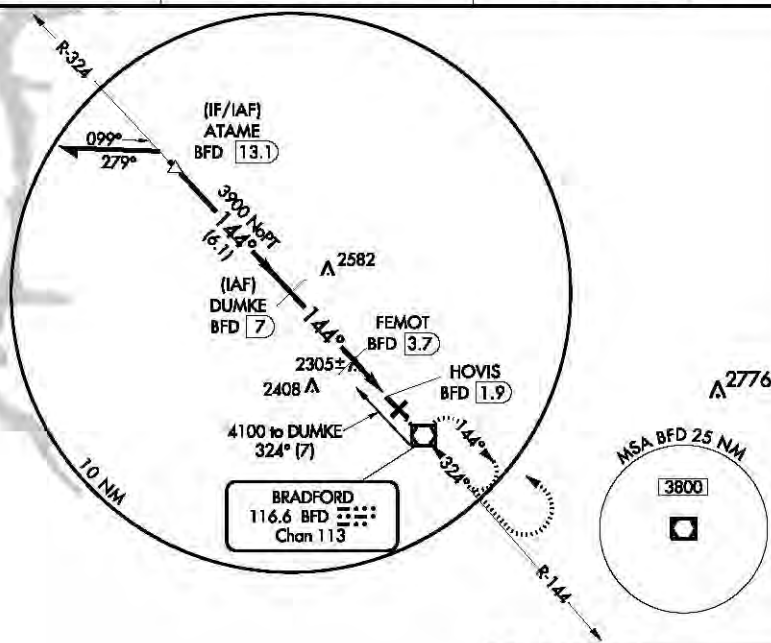 R-324
(IF/IAF)
ATAME
BFD 13.1
099°
279°
3900 NoPT
144°
(6.1)
2582
(IAF)
DUMKE
BFD 7
144°
FEMOT
BFD 3.7
2305±
2408
HOVIS
BFD 1.9
2776
4100 to DUMKE
324° (7)
144°
324°
MSA BFD 25 NM
3800
10 NM
BRADFORD
116.6 BFD
Chan 113
R-144